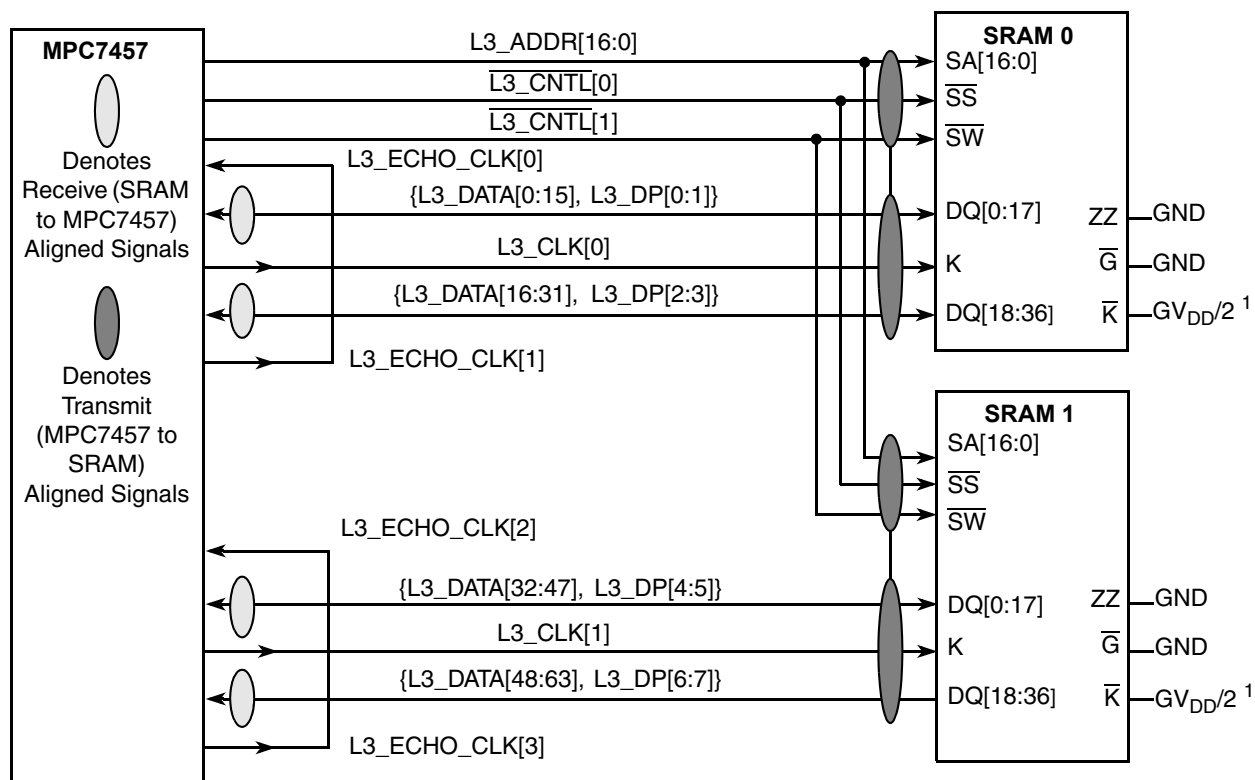 MPC7457
Denotes
Receive (SRAM
to MPC7457)
Aligned Signals
Denotes
Transmit
(MPC7457 to
SRAM)
Aligned Signals
L3_ADDR[16:0]
L3_CNTL[0]
L3_CNTL[1]
L3_ECHO_CLK[0]
{L3_DATA[0:15], L3_DP[0:1]}
L3_CLK[0]
{L3_DATA[16:31], L3_DP[2:3]}
L3_ECHO_CLK[1]
L3_ECHO_CLK[2]
{L3_DATA[32:47], L3_DP[4:5]}
L3_CLK[1]
{L3_DATA[48:63], L3_DP[6:7]}
L3_ECHO_CLK[3]
SRAM 0
SA[16:0]
SS
SW
DQ[0:17] ZZ GND
K G GND
DQ[18:36] K GVDD/2 1
SRAM 1
SA[16:0]
SS
SW
DQ[0:17] ZZ GND
K G GND
DQ[18:36] K GVDD/2 1